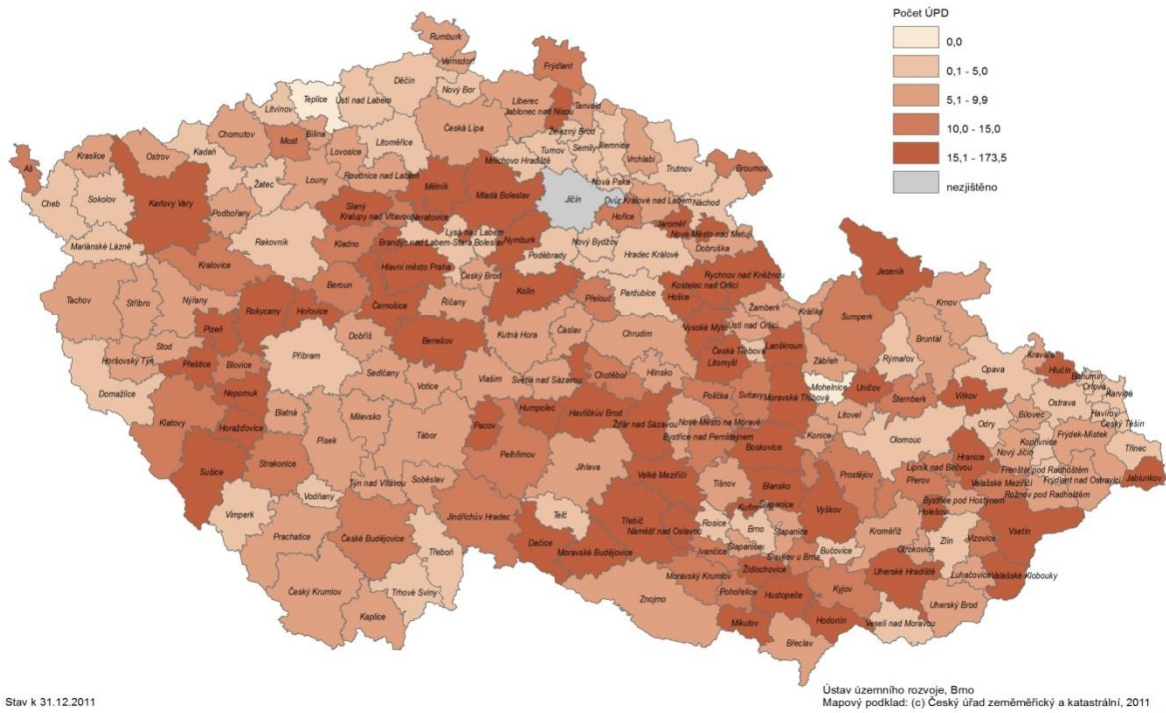 Počet ÚPD
0,0
0,1 - 5,0
5,1 - 9,9
10,0 - 15,0
15,1 - 173,5
nezjištěno
Rumburk
Varnsdorf
Frýdlant
Děčín
Nový Bor
Liberec
Jablonec nad Nisou
Tanvald
Teplice
Ústí nad Labem
Litvínov
Česká Lípa
Železný Brod
Chomutov
Most
Bílina
Litoměřice
Turnov
Semily
Jilemnice
Vrchlabí
Trutnov
Kraslice
Ostrov
Kadaň
Lovosice
Mnichovo Hradiště
Broumov
Aš
Žatec
Louny
Roudnice nad Labem
Nová Paka
Cheb
Sokolov
Karlovy Vary
Podbořany
Mělník
Mladá Boleslav
Jičín
Dvůr Králové nad Labem
Náchod
Slaný
Kralupy nad Vltavou
Neratovice
Hořice
Jaroměř
Nové Město nad Metují
Mariánské Lázně
Rakovník
Kladno
Lysá nad Labem
Brandýs nad Labem-Stará Boleslav
Nymburk
Nový Bydžov
Dobruška
Poděbrady
Hradec Králové
Kralovice
Hlavní město Praha
Český Brod
Rychnov nad Kněžnou
Jeseník
Tachov
Stříbro
Nýřany
Beroun
Černošice
Říčany
Kolín
Přelouč
Pardubice
Holice
Kostelec nad Orlicí
Žamberk
Králíky
Krnov
Plzeň
Rokycany
Hořovice
Dobříš
Benešov
Kutná Hora
Čáslav
Chrudim
Vysoké Mýto
Ústí nad Orlicí
Šumperk
Horšovský Týn
Stod
Přeštice
Blovice
Příbram
Sedlčany
Vlašim
Světlá nad Sázavou
Chotěboř
Hlinsko
Česká Třebová
Litomyšl
Lanškroun
Zábřeh
Rýmařov
Bruntál
Kravaře
Domažlice
Nepomuk
Votice
Polička
Svitavy
Moravská Třebová
Mohelnice
Uničov
Šternberk
Opava
Hlučín
Bohumín
Orlová
Karviná
Vítkov
Ostrava
Havířov
Český Těšín
Klatovy
Horažďovice
Blatná
Písek
Milevsko
Tábor
Pacov
Humpolec
Havlíčkův Brod
Žďár nad Sázavou
Nové Město na Moravě
Bystřice nad Pernštejnem
Litovel
Konice
Olomouc
Odry
Bílovec
Kopřivnice
Frýdek-Místek
Třinec
Sušice
Strakonice
Pelhřimov
Jihlava
Velké Meziříčí
Boskovice
Prostějov
Lipník nad Bečvou
Hranice
Nový Jičín
Frenštát pod Radhoštěm
Frýdlant nad Ostravicí
Jablunkov
Týn nad Vltavou
Soběslav
Vodňany
Tišnov
Blansko
Přerov
Valašské Meziříčí
Rožnov pod Radhoštěm
Vimperk
Prachatice
České Budějovice
Jindřichův Hradec
Telč
Třebíč
Náměšť nad Oslavou
Rosice
Kuřim
Šlapanice
Brno
Šlapanice
Vyškov
Kroměříž
Bystřice pod Hostýnem
Holešov
Vsetín
Třeboň
Dačice
Moravské Budějovice
Ivančice
Šlapanice
Slavkov u Brna
Bučovice
Otrokovice
Zlín
Vizovice
Český Krumlov
Trhové Sviny
Kaplice
Znojmo
Moravský Krumlov
Židlochovice
Pohořelice
Hustopeče
Kyjov
Uherské Hradiště
Luhačovice
Valašské Klobouky
Uherský Brod
Mikulov
Hodonín
Veselí nad Moravou
Břeclav
Stav k 31.12.2011
Ústav územního rozvoje, Brno
Mapový podklad: (c) Český úřad zeměměřický a katastrální, 2011